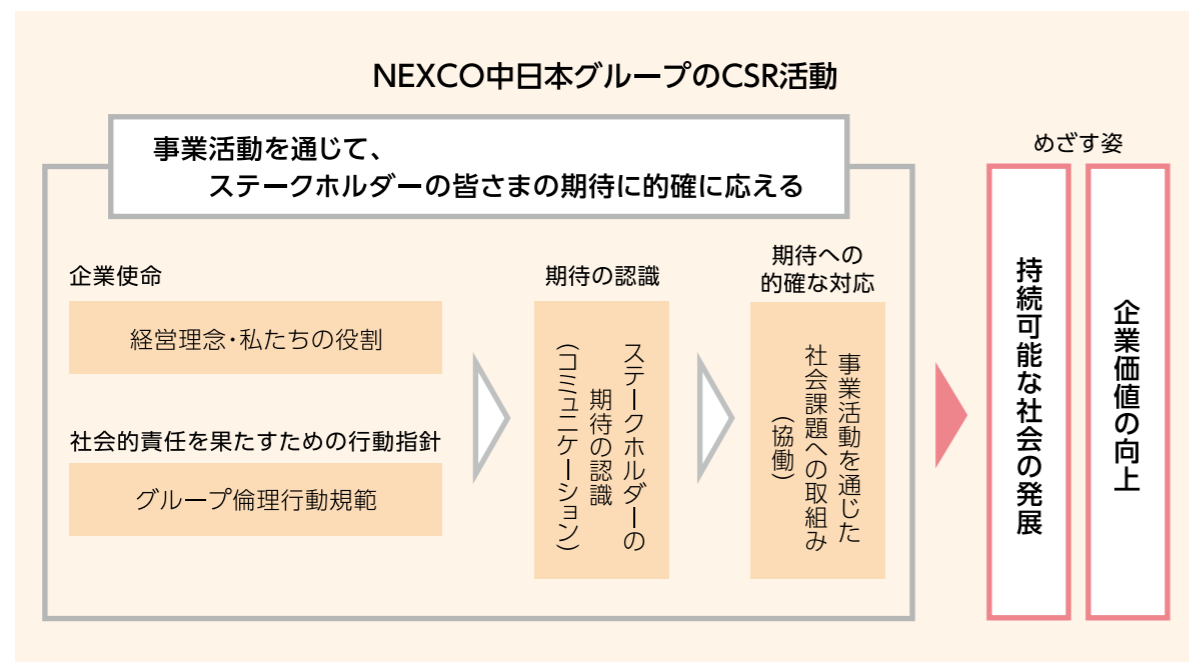 NEXCO中日本グループのCSR活動
事業活動を通じて、
ステークホルダーの皆さまの期待に的確に応える
企業使命
経営理念・私たちの役割
社会的責任を果たすための行動指針
グループ倫理行動規範
期待の認識
ステークホルダーの
期待の認識
（コミュニケーション）
期待への
的確な対応
事業活動を通じた
社会課題への取組み
（協働）
めざす姿
持続可能な社会の発展
企業価値の向上